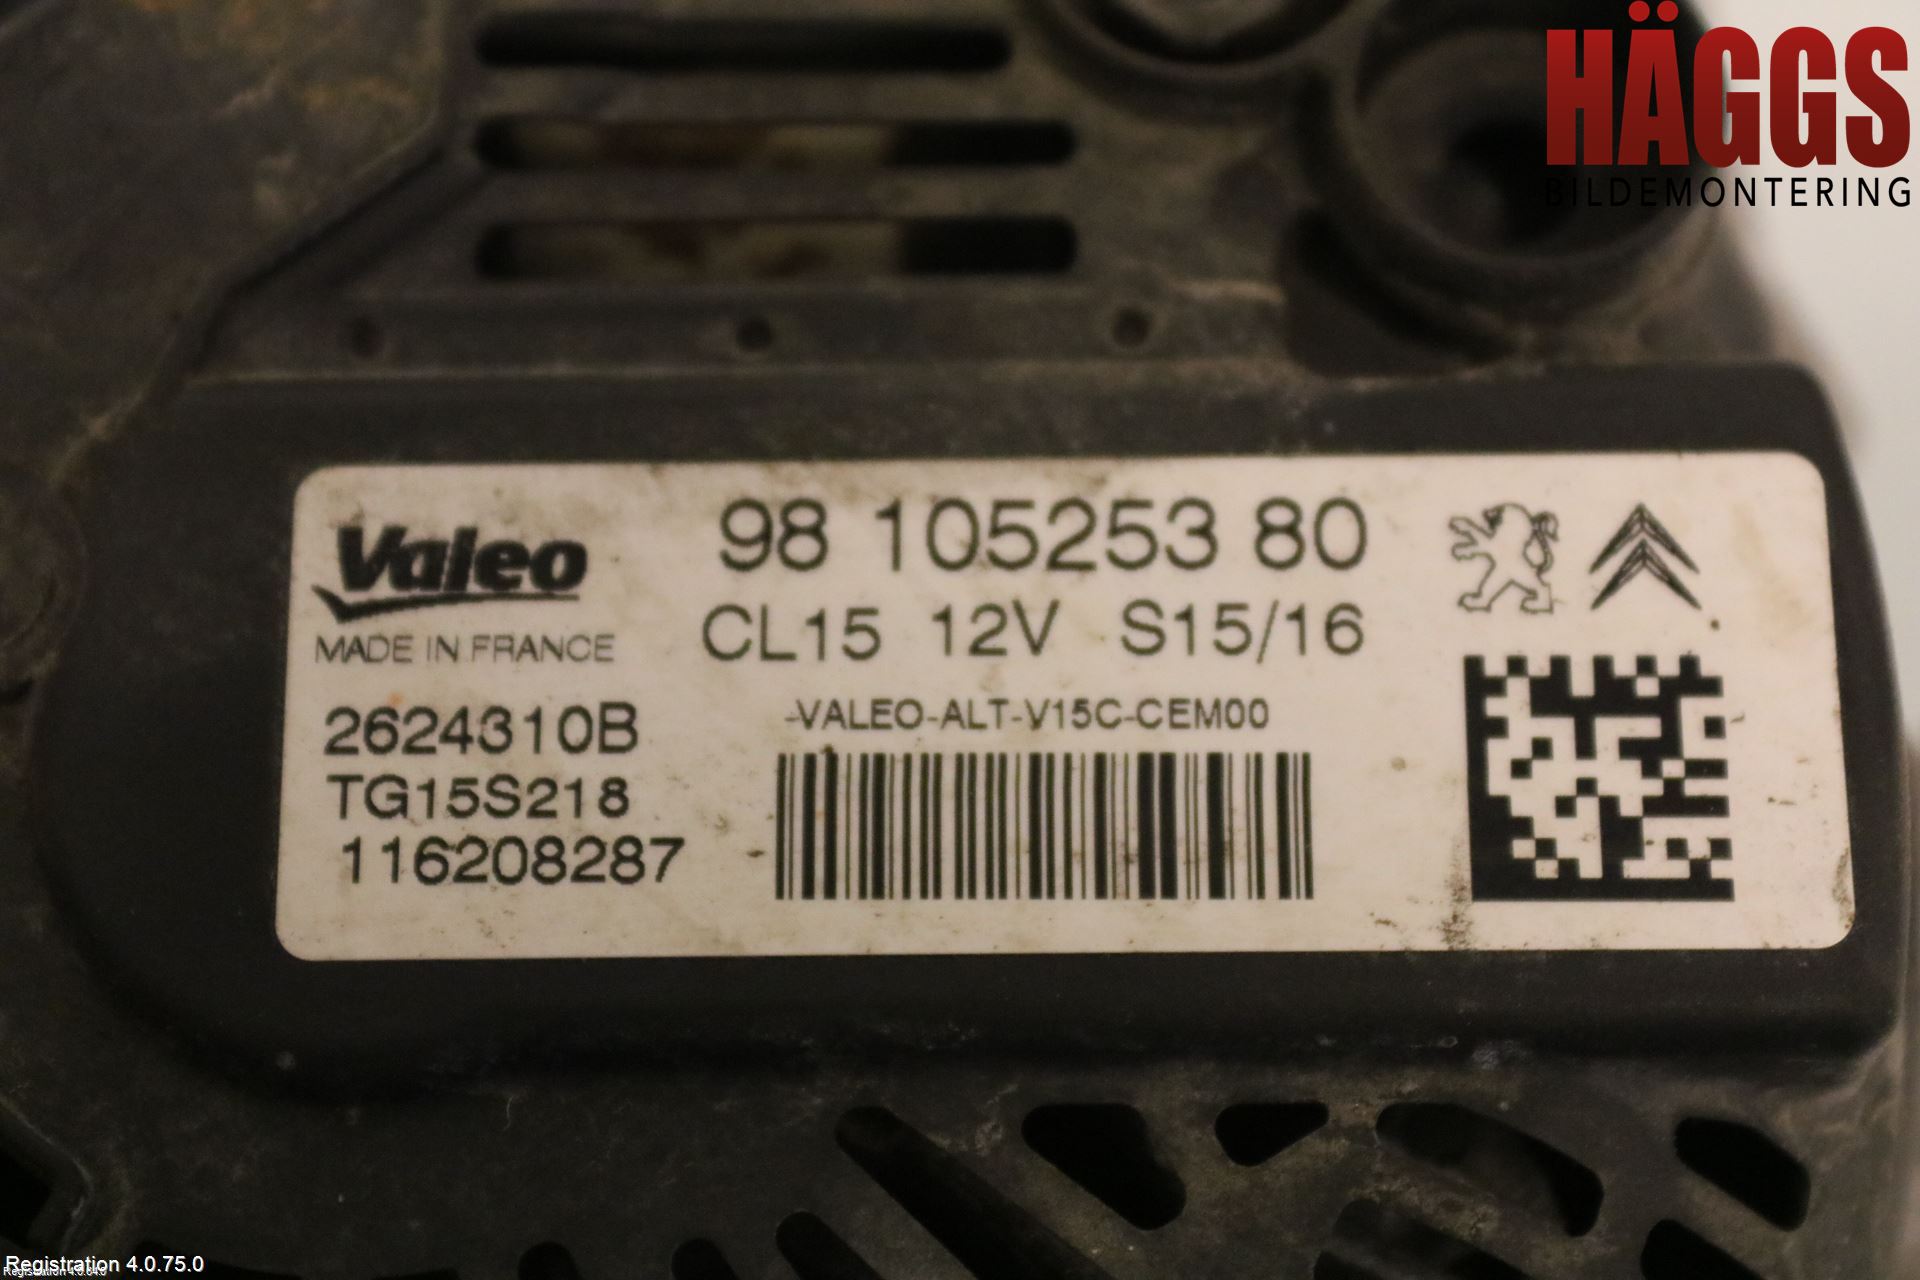 HÄGGS
BILDEMONTERING
Valeo
MADE IN FRANCE
98 105253 80
CL15 12V S15/16
2624310B
TG15S218
116208287
-VALEO-ALT-V15C-CEM00
Registration 4.0.75.0